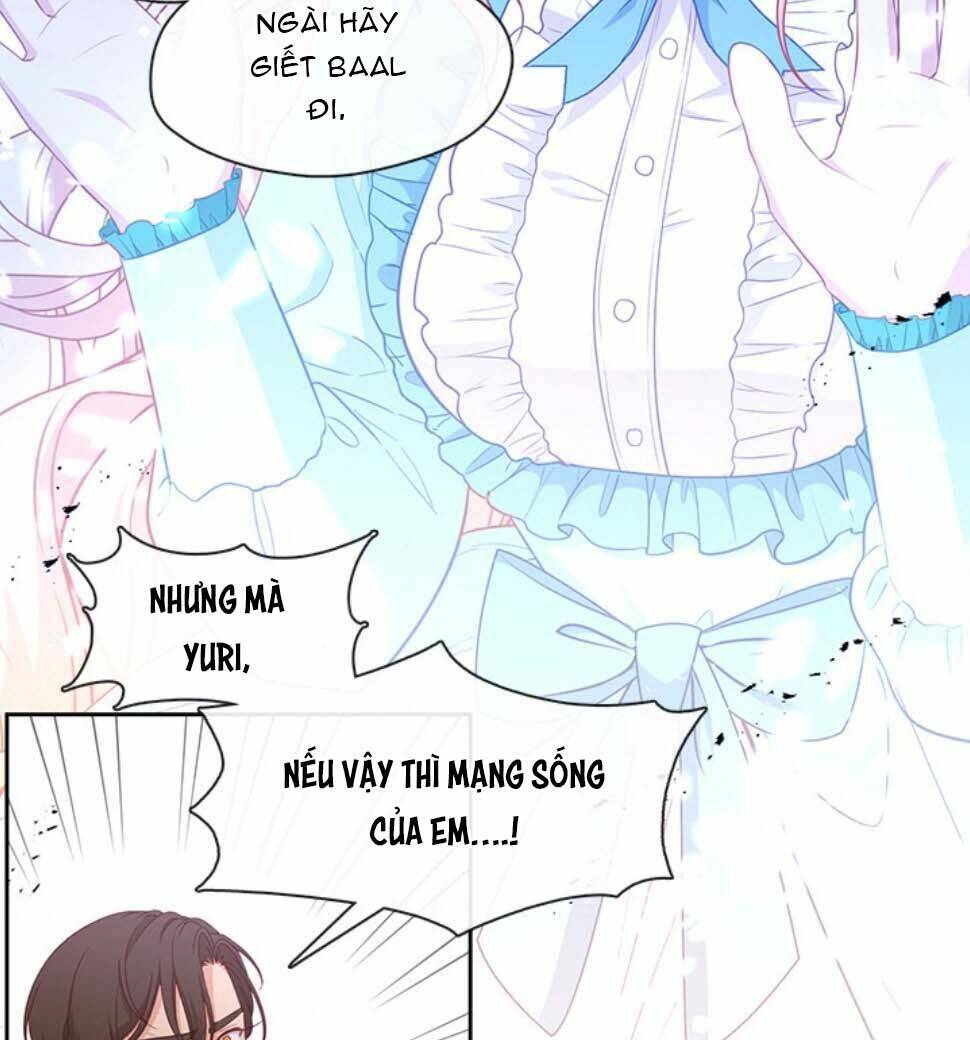 NGÀI HÃY
GIẾT BAAL
ĐI,
NHƯNG MÀ
YURI,
NẾU VẬY THÌ MẠNG SỐNG
CỦA EM....!